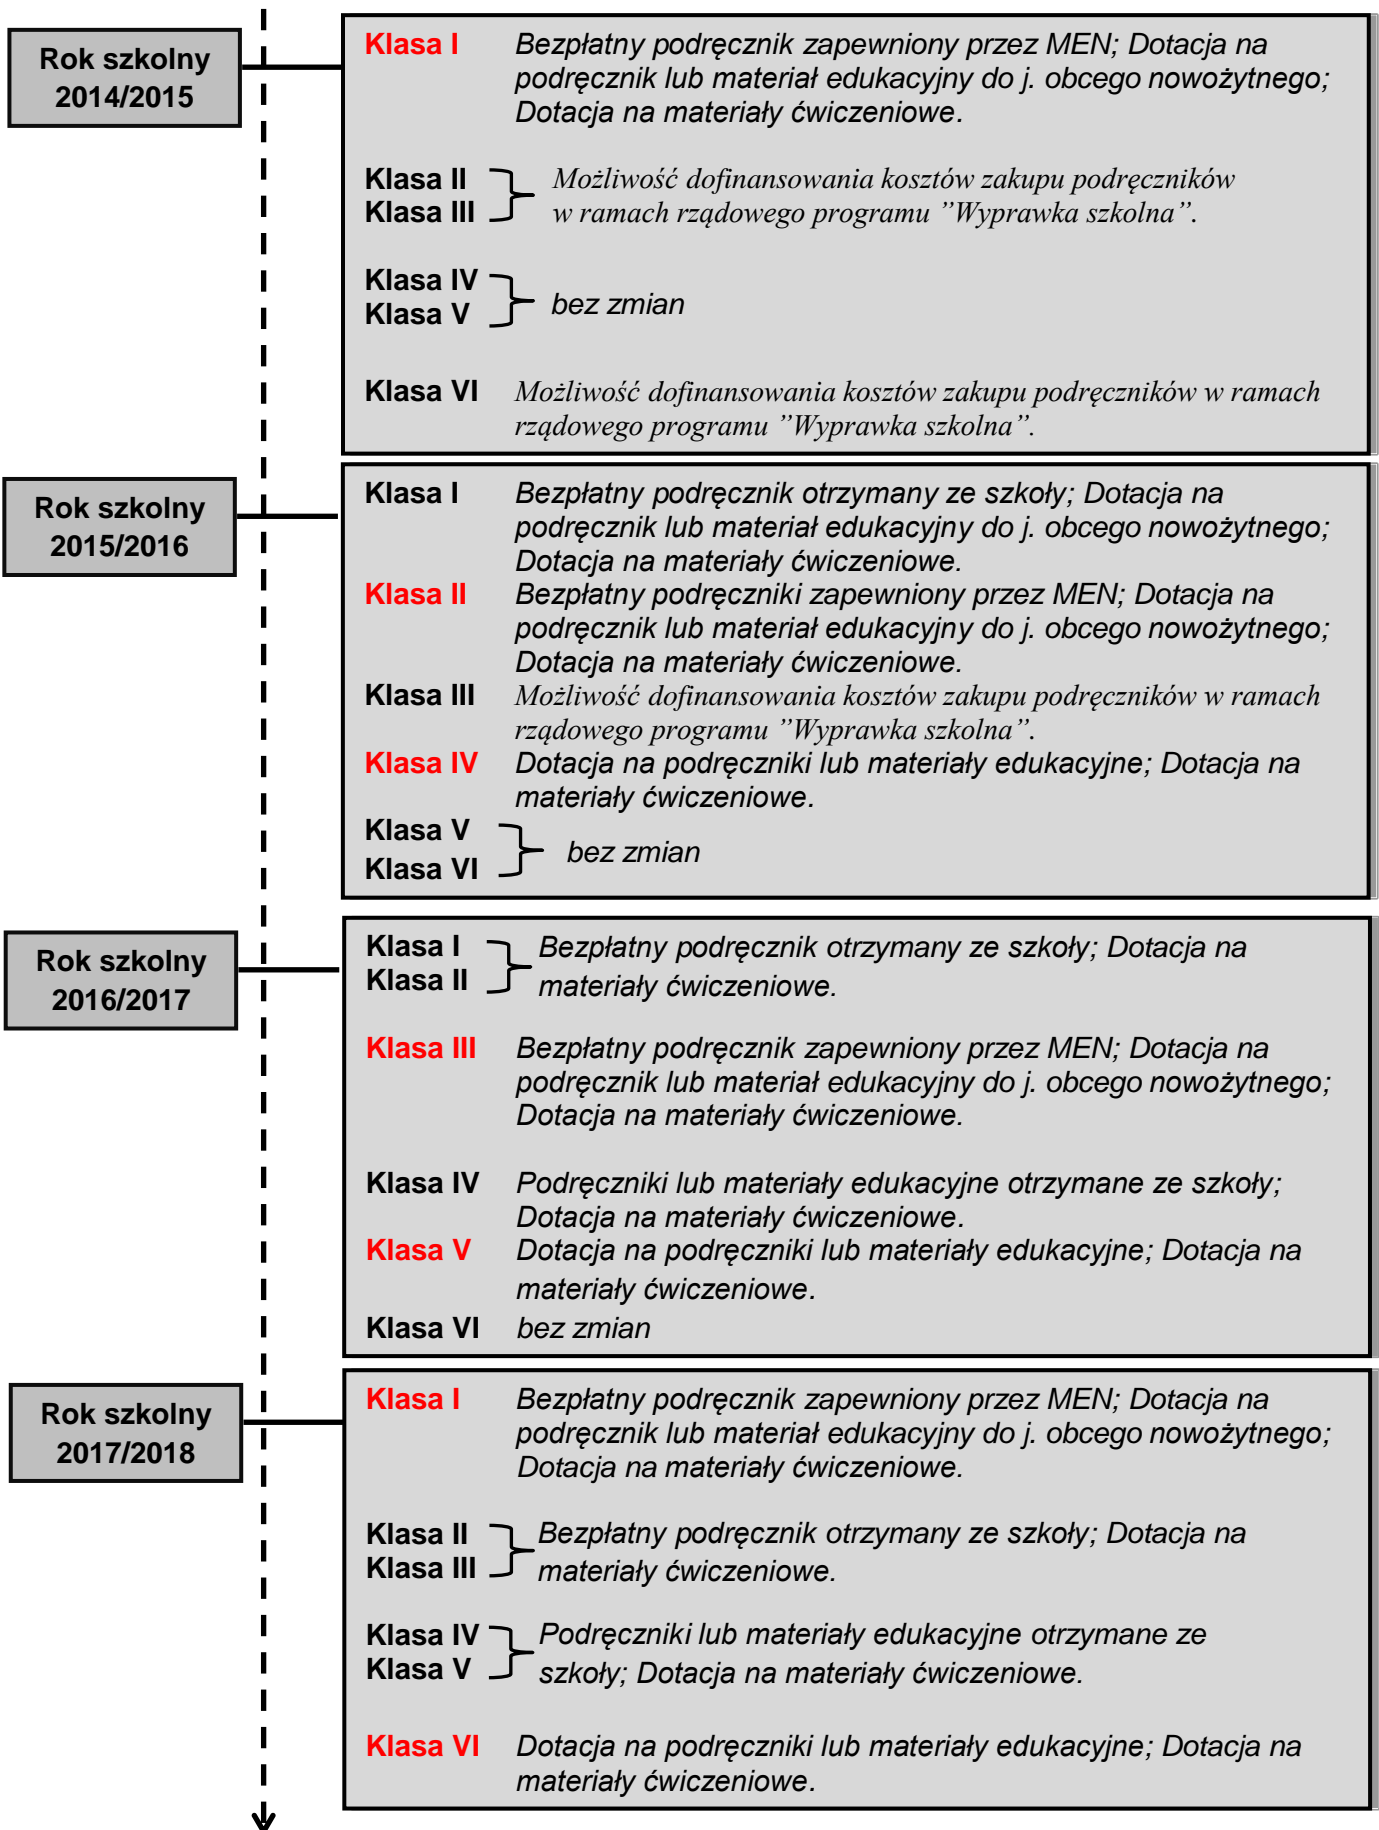 Rok szkolny
2014/2015
Klasa I Bezpłatny podręcznik zapewniony przez MEN; Dotacja na
podręcznik lub materiał edukacyjny do j. obcego nowożytnego;
Dotacja na materiały ćwiczeniowe.
Klasa II
Klasa III
Możliwość dofinansowania kosztów zakupu podręczników
w ramach rządowego programu ”Wyprawka szkolna”.
Klasa IV
Klasa V
bez zmian
Klasa VI Możliwość dofinansowania kosztów zakupu podręczników w ramach
rządowego programu ”Wyprawka szkolna”.
Rok szkolny
2015/2016
Klasa I Bezpłatny podręcznik otrzymany ze szkoły; Dotacja na
podręcznik lub materiał edukacyjny do j. obcego nowożytnego;
Dotacja na materiały ćwiczeniowe.
Klasa II Bezpłatny podręczniki zapewniony przez MEN; Dotacja na
podręcznik lub materiał edukacyjny do j. obcego nowożytnego;
Dotacja na materiały ćwiczeniowe.
Klasa III Możliwość dofinansowania kosztów zakupu podręczników w ramach
rządowego programu ”Wyprawka szkolna”.
Klasa IV Dotacja na podręczniki lub materiały edukacyjne; Dotacja na
materiały ćwiczeniowe.
Klasa V
Klasa VI
bez zmian
Rok szkolny
2016/2017
Klasa I
Klasa II
Bezpłatny podręcznik otrzymany ze szkoły; Dotacja na
materiały ćwiczeniowe.
Klasa III Bezpłatny podręcznik zapewniony przez MEN; Dotacja na
podręcznik lub materiał edukacyjny do j. obcego nowożytnego;
Dotacja na materiały ćwiczeniowe.
Klasa IV Podręczniki lub materiały edukacyjne otrzymane ze szkoły;
Dotacja na materiały ćwiczeniowe.
Klasa V Dotacja na podręczniki lub materiały edukacyjne; Dotacja na
materiały ćwiczeniowe.
Klasa VI bez zmian
Rok szkolny
2017/2018
Klasa I Bezpłatny podręcznik zapewniony przez MEN; Dotacja na
podręcznik lub materiał edukacyjny do j. obcego nowożytnego;
Dotacja na materiały ćwiczeniowe.
Klasa II
Klasa III
Bezpłatny podręcznik otrzymany ze szkoły; Dotacja na
materiały ćwiczeniowe.
Klasa IV
Klasa V
Podręczniki lub materiały edukacyjne otrzymane ze
szkoły; Dotacja na materiały ćwiczeniowe.
Klasa VI Dotacja na podręczniki lub materiały edukacyjne; Dotacja na
materiały ćwiczeniowe.